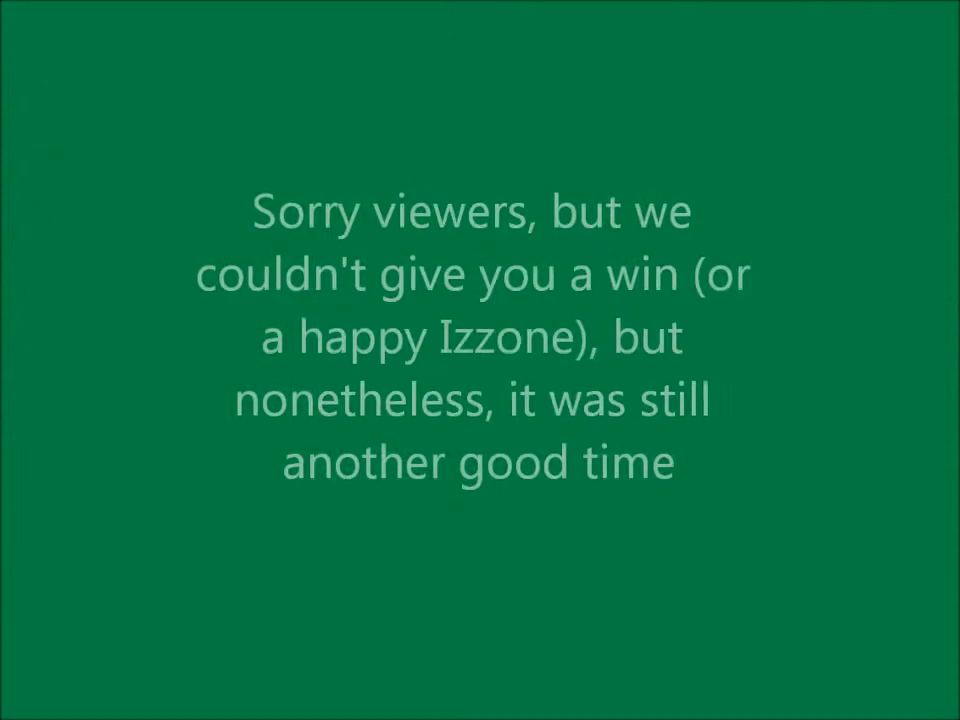 Sorry viewers, but we
couldn't give you a win (or
a happy Izzone), but
nonetheless, it was still
another good time